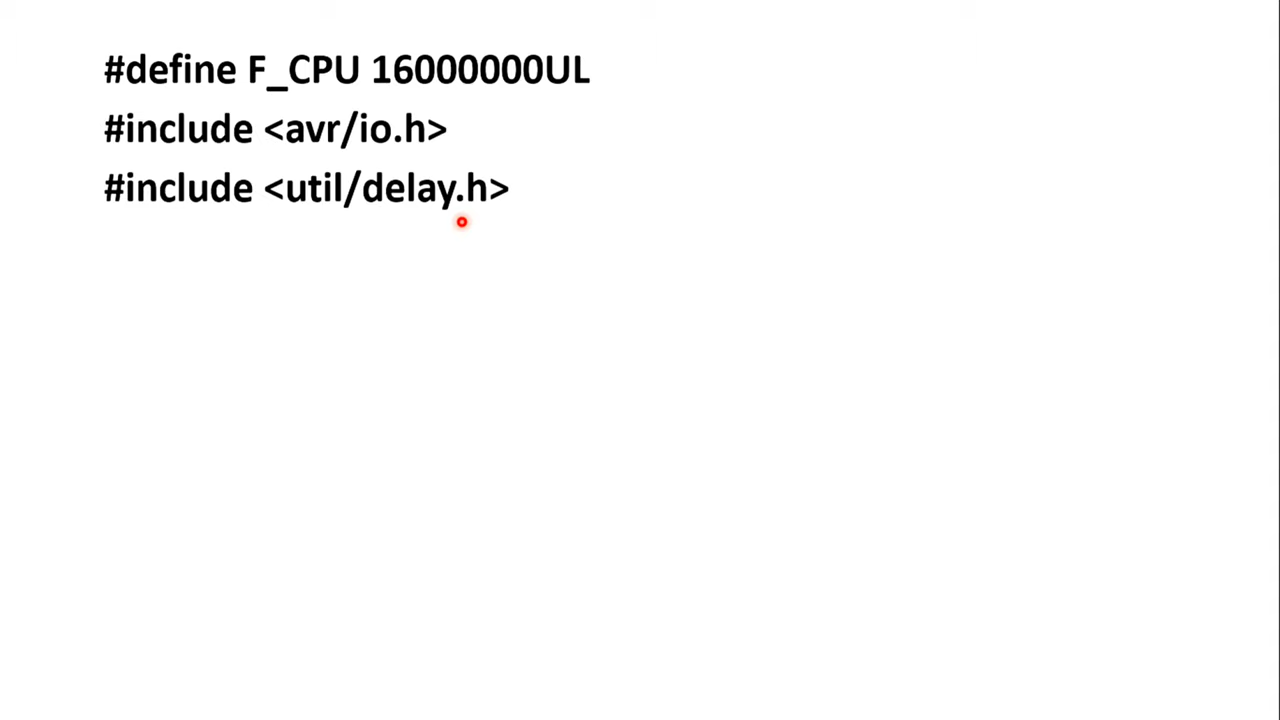 #define F_CPU 16000000UL
#include <avr/io.h>
#include <util/delay.h>